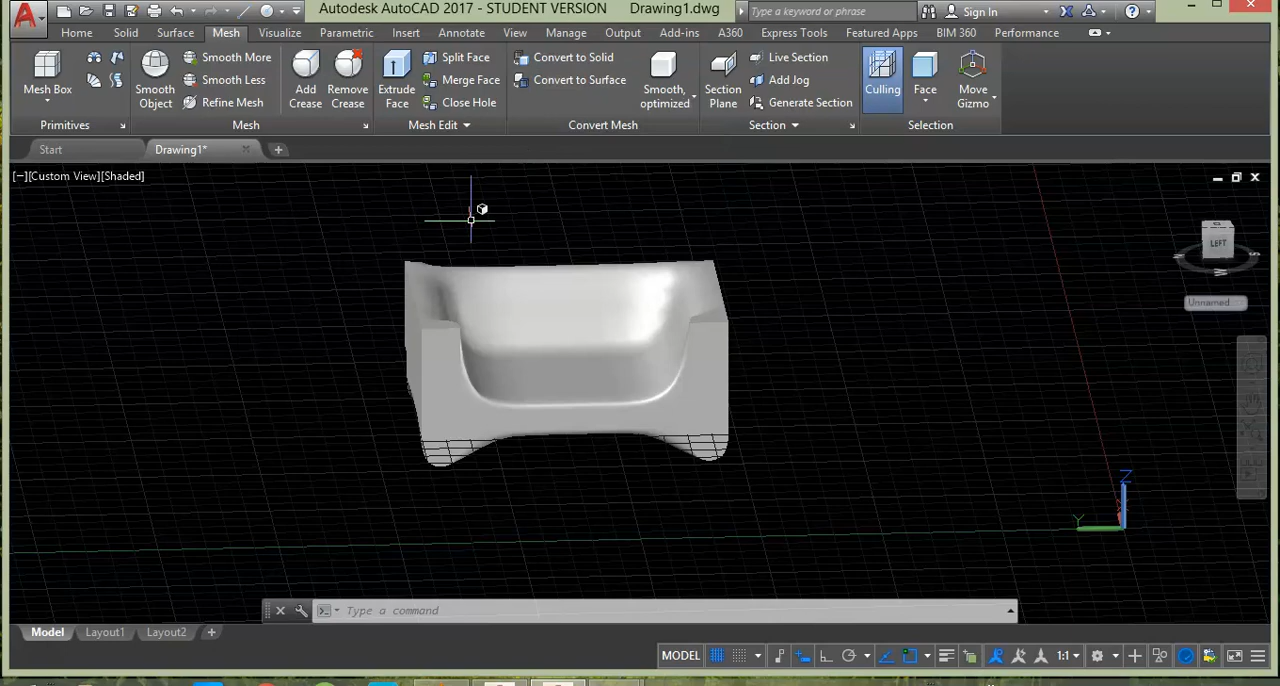 Autodesk AutoCAD 2017 - STUDENT VERSION Drawing1.dwg
Type a keyword or phrase
Sign In
Home Solid Surface Mesh Visualize Parametric Insert Annotate View Manage Output Add-ins A360 Express Tools Featured Apps BIM 360 Performance
Mesh Box
Smooth Object
Smooth More
Smooth Less
Refine Mesh
Add Crease
Remove Crease
Extrude Face
Split Face
Merge Face
Close Hole
Convert to Solid
Convert to Surface
Smooth, optimized
Section Plane
Live Section
Add Jog
Generate Section
Culling
Face
Move Gizmo
Primitives Mesh Mesh Edit Convert Mesh Section Selection
Start Drawing1*
[−][Custom View][Shaded]
LEFT
N S W
Unnamed
Z
X
Y
Type a command
Model Layout1 Layout2
MODEL 1:1